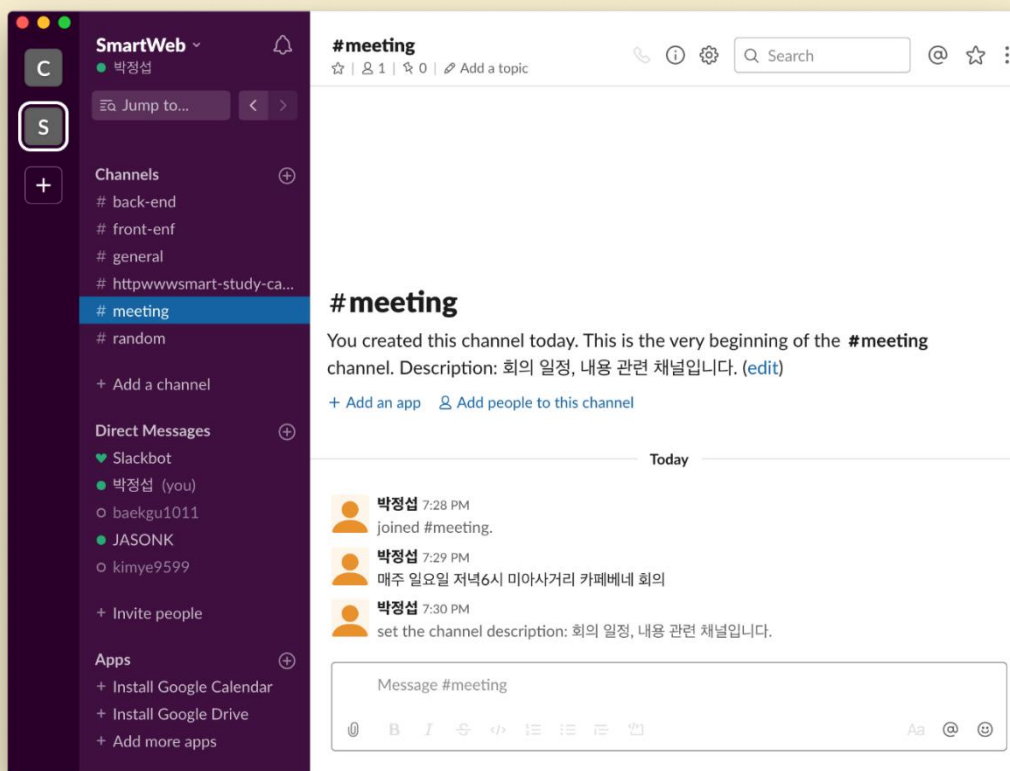 C
S
+
SmartWeb
박정섭
Jump to...
Channels
# back-end
# front-enf
# general
# httpwwwsmart-study-ca...
# meeting
# random
+ Add a channel
Direct Messages
Slackbot
박정섭 (you)
baekgu1011
JASONK
kimye9599
+ Invite people
Apps
+ Install Google Calendar
+ Install Google Drive
+ Add more apps
#meeting
1 | 0 | Add a topic
Search
@
#meeting
You created this channel today. This is the very beginning of the #meeting
channel. Description: 회의 일정, 내용 관련 채널입니다. (edit)
+ Add an app Add people to this channel
Today
박정섭 7:28 PM
joined #meeting.
박정섭 7:29 PM
매주 일요일 저녁6시 미아사거리 카페베네 회의
박정섭 7:30 PM
set the channel description: 회의 일정, 내용 관련 채널입니다.
Message #meeting
B I S </> Aa @